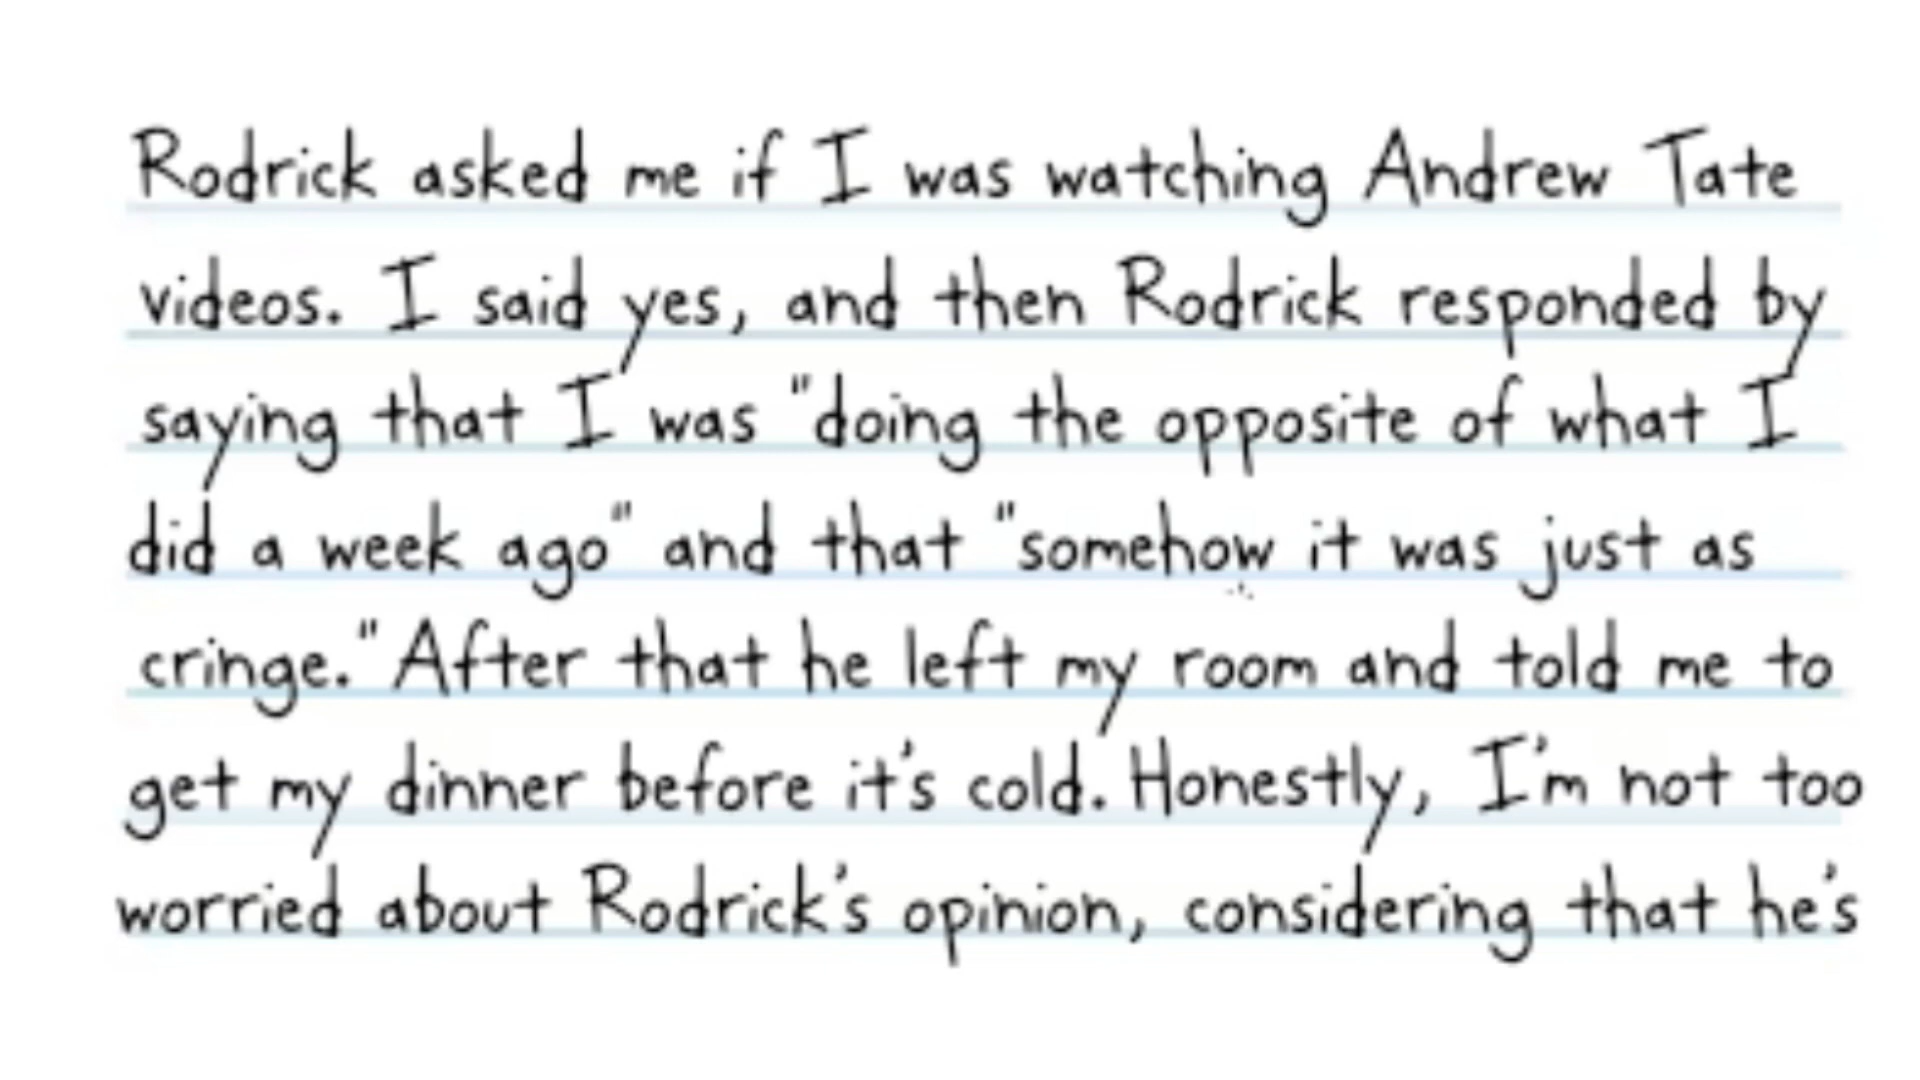 Rodrick asked me if I was watching Andrew Tate
videos. I said yes, and then Rodrick responded by
saying that I was "doing the opposite of what I
did a week ago" and that "somehow it was just as
cringe." After that he left my room and told me to
get my dinner before it's cold. Honestly, I'm not too
worried about Rodrick's opinion, considering that he's